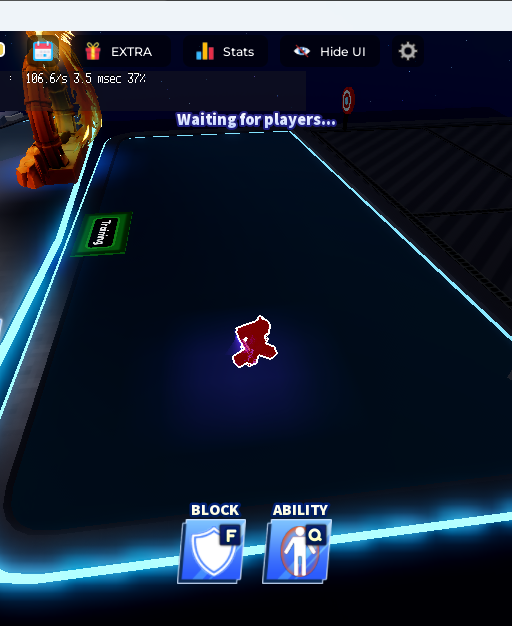 EXTRA
Stats
Hide UI
: 106.6/s 3.5 msec 37%
Waiting for players...
Training
BLOCK
ABILITY
F
Q